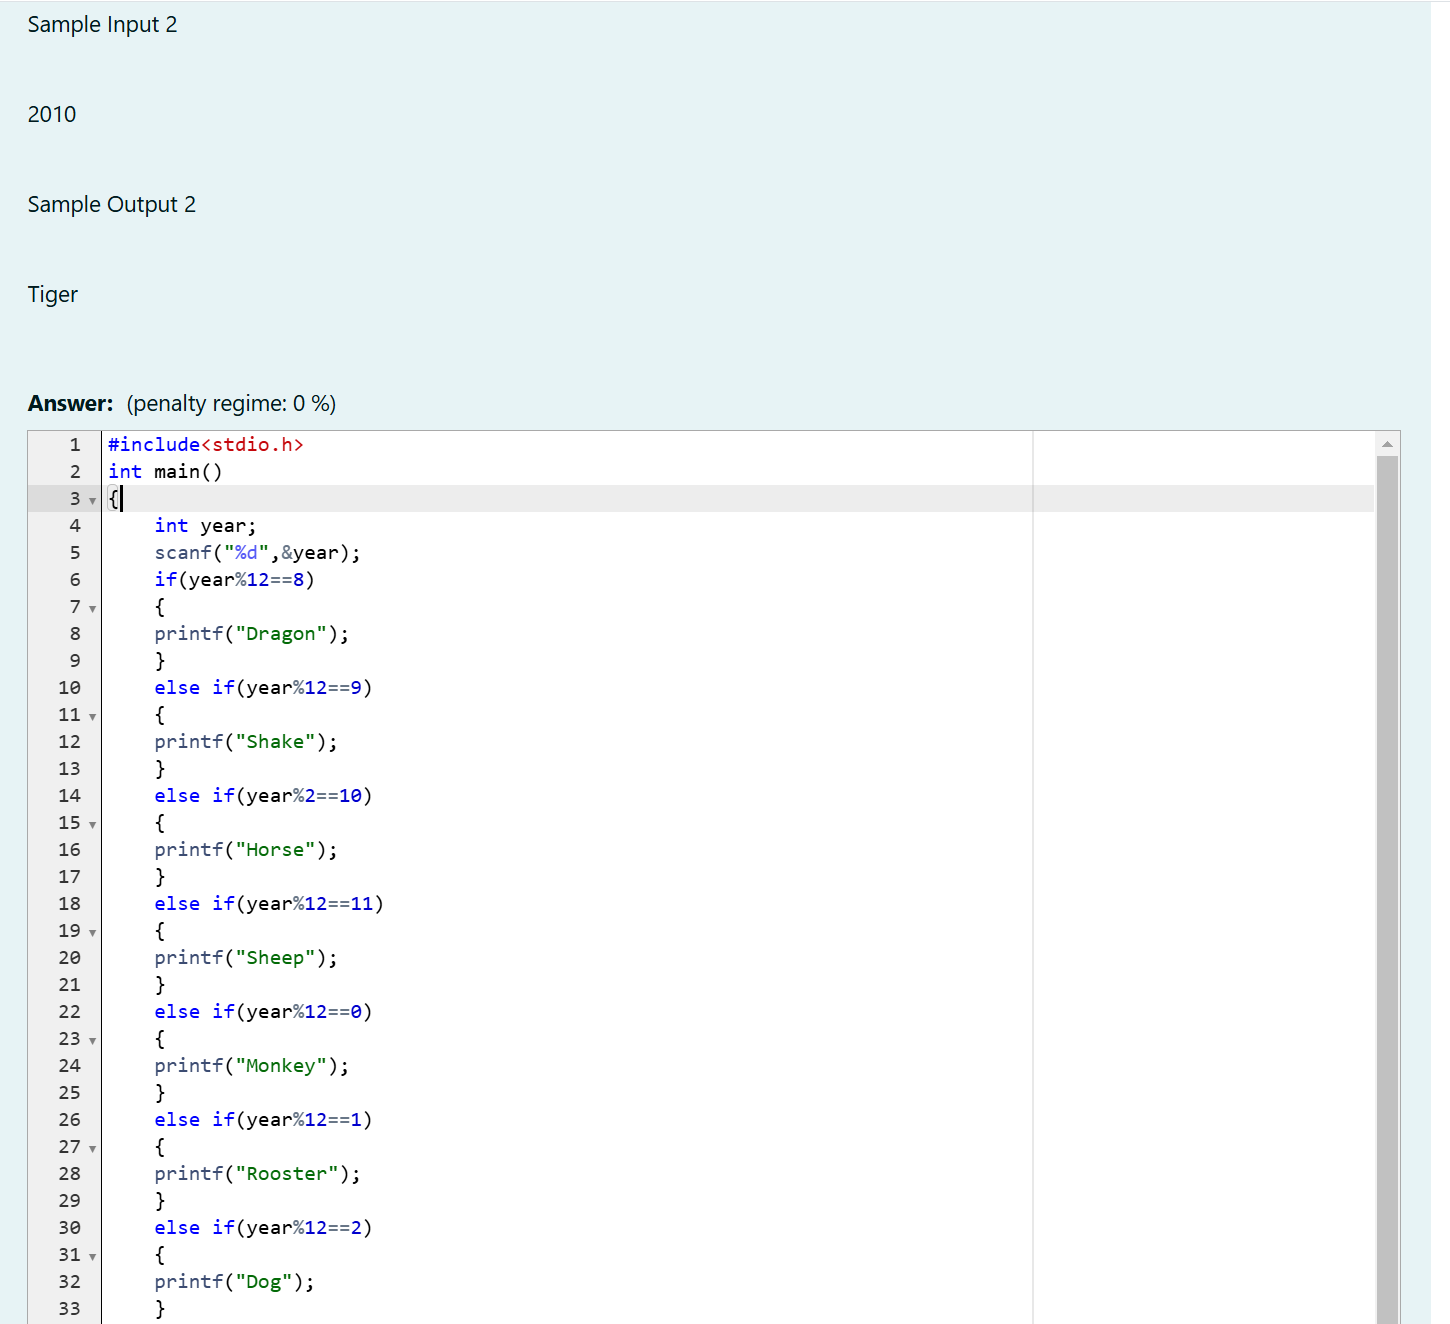 Sample Input 2
2010
Sample Output 2
Tiger
Answer: (penalty regime: 0 %)
1 #include<stdio.h>
2 int main()
3 {
4     int year;
5     scanf("%d",&year);
6     if(year%12==8)
7     {
8     printf("Dragon");
9     }
10     else if(year%12==9)
11     {
12     printf("Shake");
13     }
14     else if(year%2==10)
15     {
16     printf("Horse");
17     }
18     else if(year%12==11)
19     {
20     printf("Sheep");
21     }
22     else if(year%12==0)
23     {
24     printf("Monkey");
25     }
26     else if(year%12==1)
27     {
28     printf("Rooster");
29     }
30     else if(year%12==2)
31     {
32     printf("Dog");
33     }